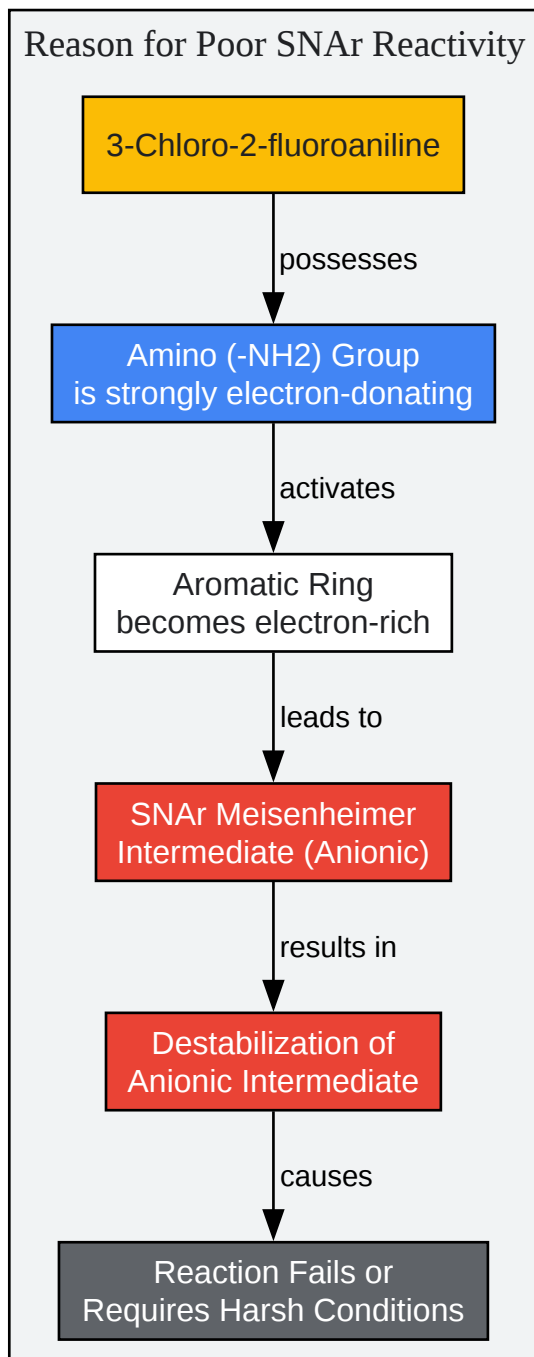 Reason for Poor SNAr Reactivity
3-Chloro-2-fluoroaniline
possesses
Amino (-NH2) Group
is strongly electron-donating
activates
Aromatic Ring
becomes electron-rich
leads to
SNAr Meisenheimer
Intermediate (Anionic)
results in
Destabilization of
Anionic Intermediate
causes
Reaction Fails or
Requires Harsh Conditions